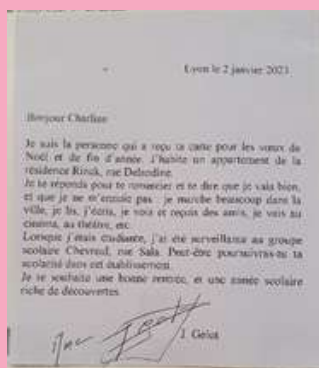 Lyon le 2 janvier 2021
Bonjour Charline
Je suis la personne qui a reçu ta carte pour les vœux de
Noël et de fin d'année. J'habite un appartement de la
résidence Rinck, rue Delandine.
Je te réponds pour te remercier et te dire que je vais bien,
et que je ne m'ennuie pas : je marche beaucoup dans la
ville, je lis, j'écris, je vois et reçois des amis, je vais au
cinéma, au théâtre, etc.
Lorsque j'étais étudiante, j'ai été surveillante au groupe
scolaire Chevreul, rue Sala. Peut-être poursuivras-tu ta
scolarité dans cet établissement.
Je te souhaite une bonne rentrée, et une année scolaire
riche de découvertes.
J. Gelot